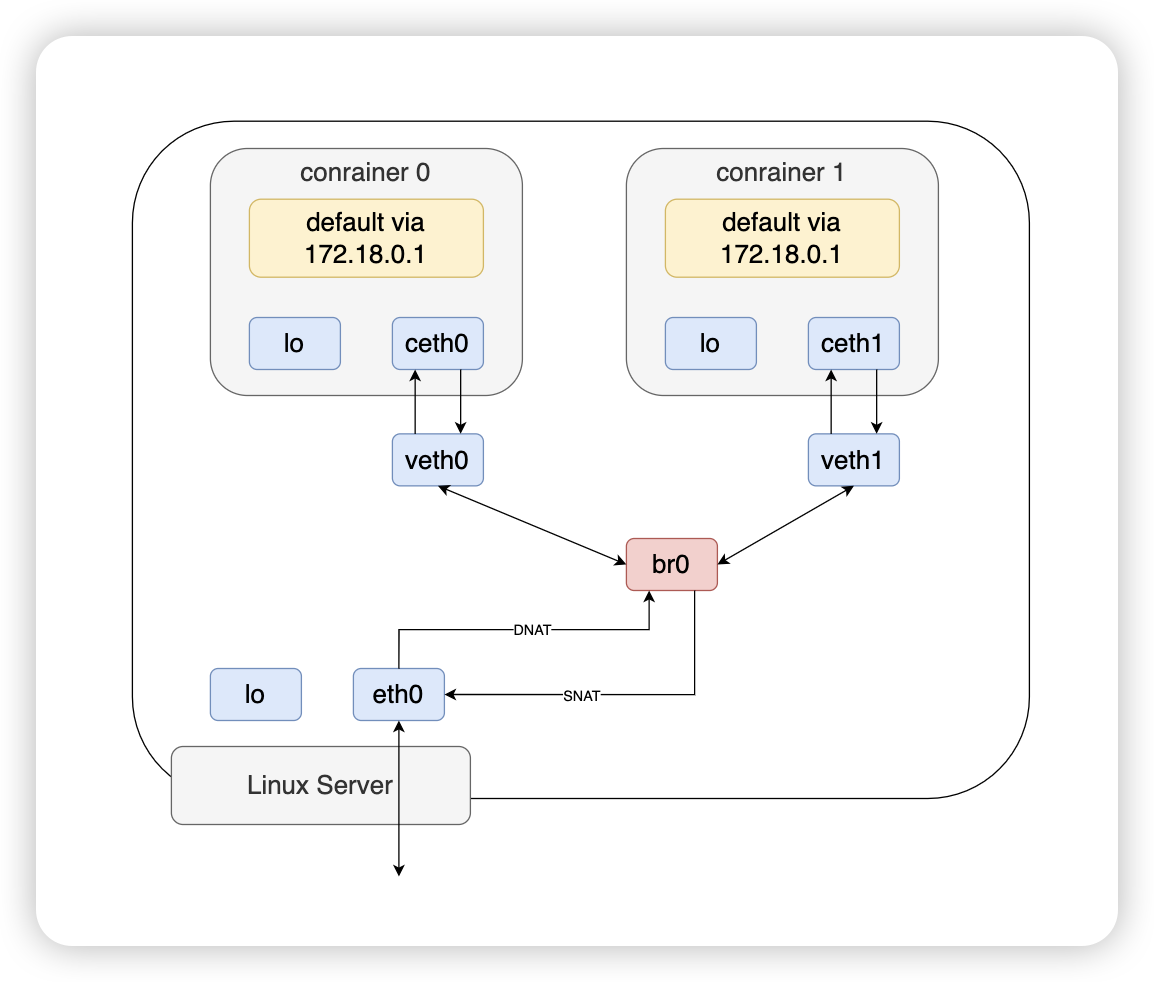 conrainer 0
default via
172.18.0.1
lo
ceth0
veth0
conrainer 1
default via
172.18.0.1
lo
ceth1
veth1
br0
DNAT
SNAT
lo
eth0
Linux Server